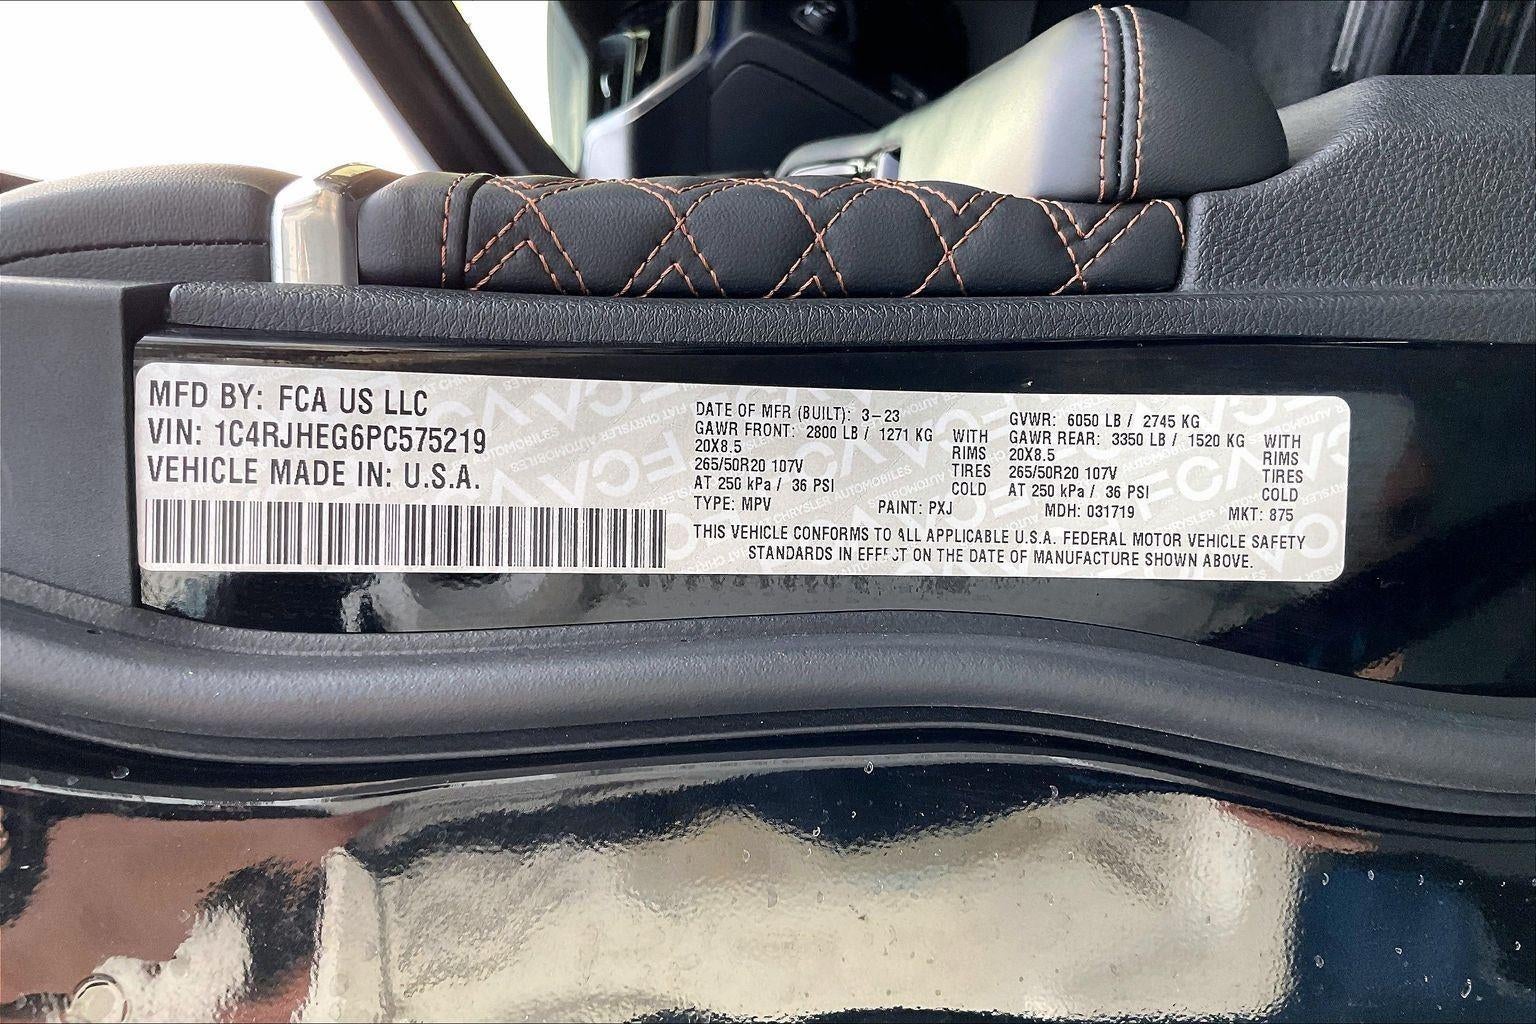 MFD BY: FCA US LLC
VIN: 1C4RJHEG6PC575219
VEHICLE MADE IN: U.S.A.
DATE OF MFR (BUILT): 3-23
GAWR FRONT: 2800 LB / 1271 KG WITH
20X8.5 RIMS
265/50R20 107V TIRES
AT 250 kPa / 36 PSI COLD
GVWR: 6050 LB / 2745 KG
GAWR REAR: 3350 LB / 1520 KG WITH
20X8.5 RIMS
265/50R20 107V TIRES
AT 250 kPa / 36 PSI COLD
TYPE: MPV PAINT: PXJ MDH: 031719 MKT: 875
THIS VEHICLE CONFORMS TO ALL APPLICABLE U.S.A. FEDERAL MOTOR VEHICLE SAFETY
STANDARDS IN EFFECT ON THE DATE OF MANUFACTURE SHOWN ABOVE.